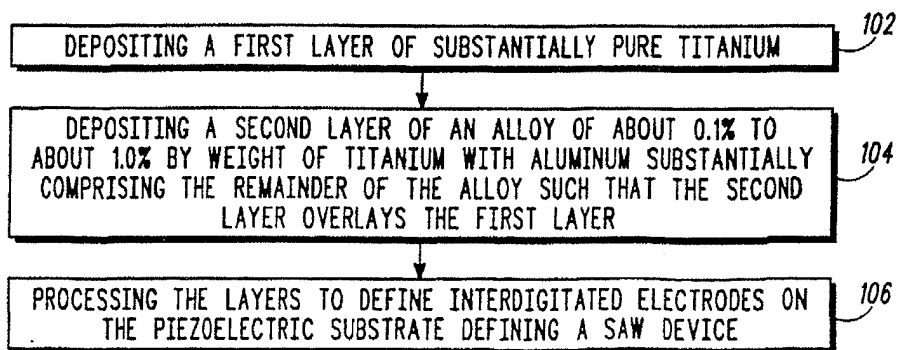 DEPOSITING A FIRST LAYER OF SUBSTANTIALLY PURE TITANIUM
102
DEPOSITING A SECOND LAYER OF AN ALLOY OF ABOUT 0.1% TO
ABOUT 1.0% BY WEIGHT OF TITANIUM WITH ALUMINUM SUBSTANTIALLY
COMPRISING THE REMAINDER OF THE ALLOY SUCH THAT THE SECOND
LAYER OVERLAYS THE FIRST LAYER
104
PROCESSING THE LAYERS TO DEFINE INTERDIGITATED ELECTRODES ON
THE PIEZOELECTRIC SUBSTRATE DEFINING A SAW DEVICE
106